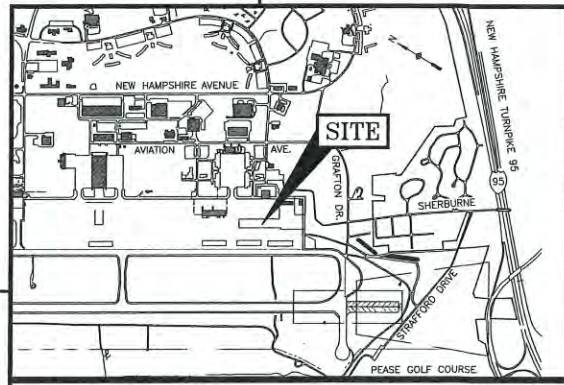 NEW HAMPSHIRE AVENUE
AVIATION AVE.
SITE
GRAFTON DR.
NEW HAMPSHIRE TURNPIKE 95
95
SHERBURNE
STRAFFORD DRIVE
PEASE GOLF COURSE
N